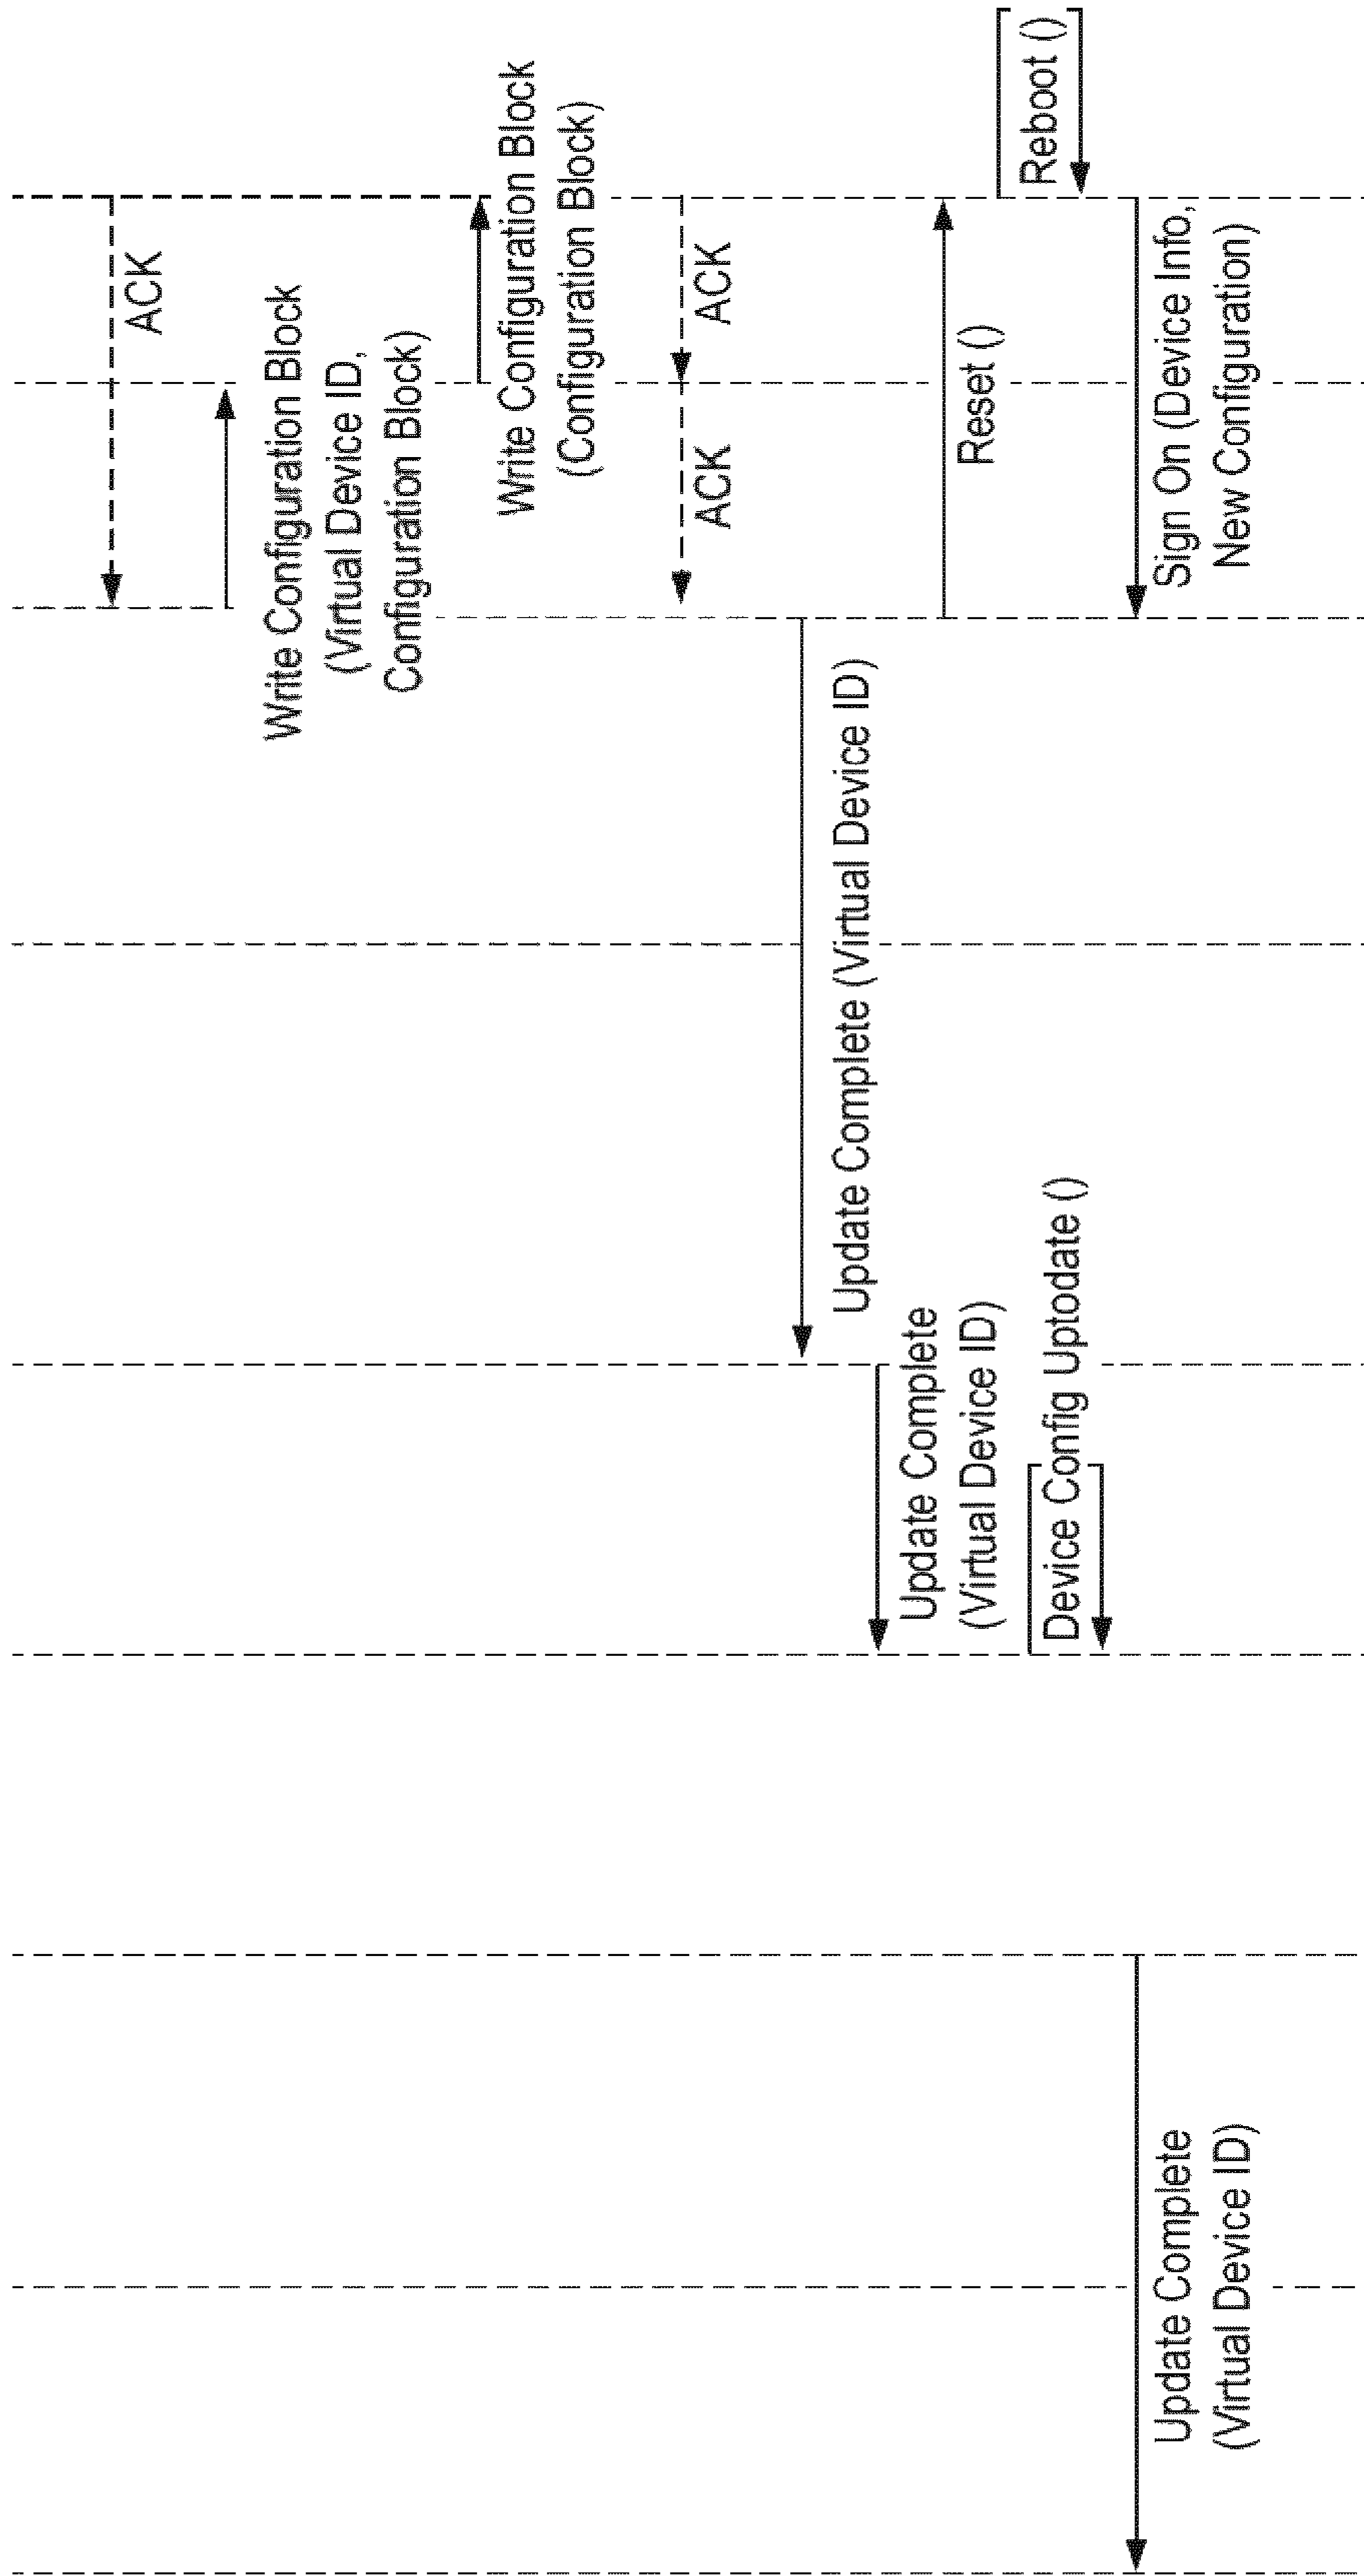 ACK
Write Configuration Block
(Virtual Device ID,
Configuration Block)
Write Configuration Block
(Configuration Block)
ACK
ACK
Update Complete (Virtual Device ID)
Update Complete
(Virtual Device ID)
Reset ()
Reboot ()
Device Config Uptodate ()
Sign On (Device Info,
New Configuration)
Update Complete
(Virtual Device ID)